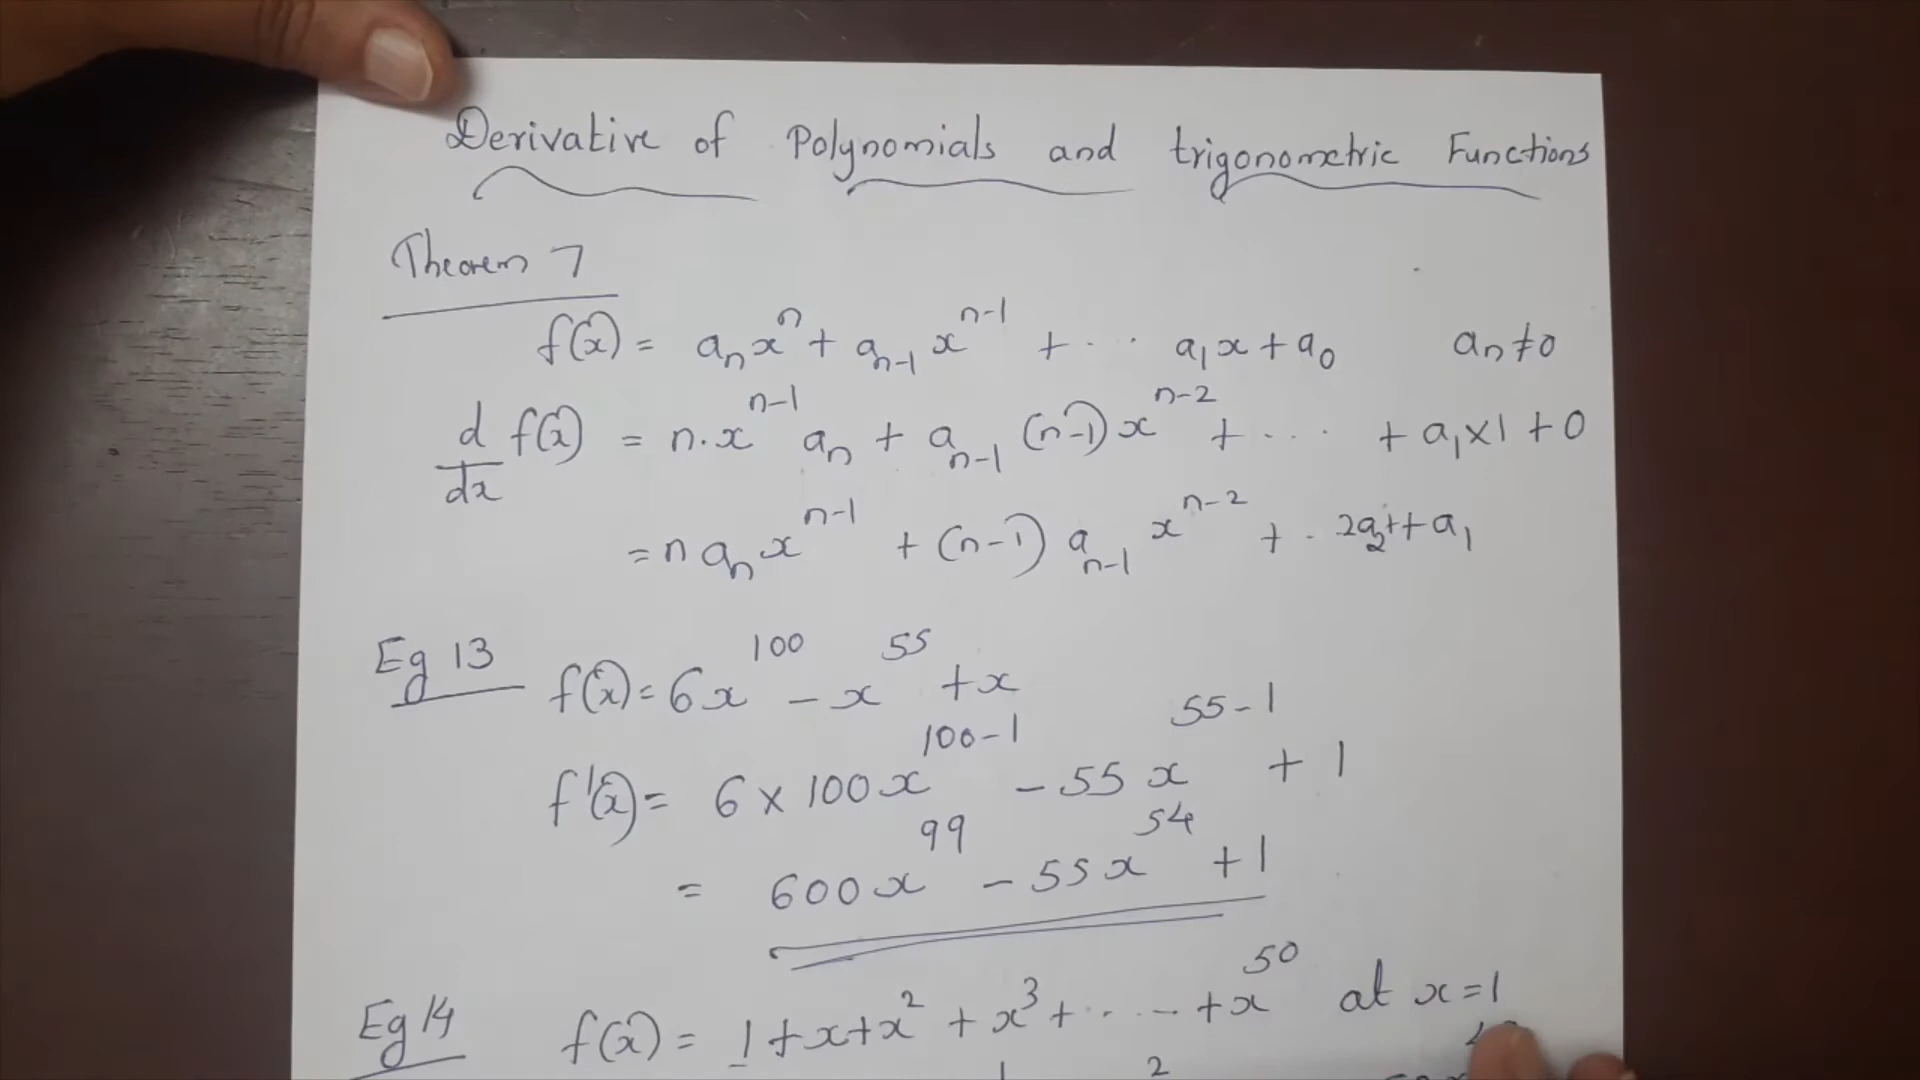 Derivative of Polynomials and trigonometric Functions
Theorem 7
f(x) = aₙxⁿ + aₙ₋₁ xⁿ⁻¹ + ... a₁x + a₀ aₙ≠0
d/dx f(x) = n.xⁿ⁻¹ aₙ + aₙ₋₁ (n-1)xⁿ⁻² + ... + a₁x1 + 0
= n aₙ xⁿ⁻¹ + (n-1) aₙ₋₁ xⁿ⁻² + . 2a₂ + + a₁
Eg 13 f(x) = 6x¹⁰⁰ - x⁵⁵ + x
f'(x) = 6 × 100x¹⁰⁰⁻¹ - 55 x⁵⁵⁻¹ + 1
= 600x⁹⁹ - 55x⁵⁴ + 1
Eg 14 f(x) = 1 + x + x² + x³ + ... + x⁵⁰ at x = 1